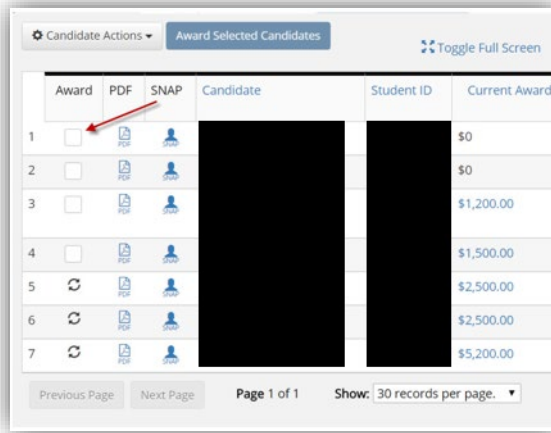 Candidate Actions Award Selected Candidates Toggle Full Screen
Award PDF SNAP Candidate Student ID Current Award
1 PDF SNAP $0
2 PDF SNAP $0
3 PDF SNAP $1,200.00
4 PDF SNAP $1,500.00
5 PDF SNAP $2,500.00
6 PDF SNAP $2,500.00
7 PDF SNAP $5,200.00
Previous Page Next Page Page 1 of 1 Show: 30 records per page.